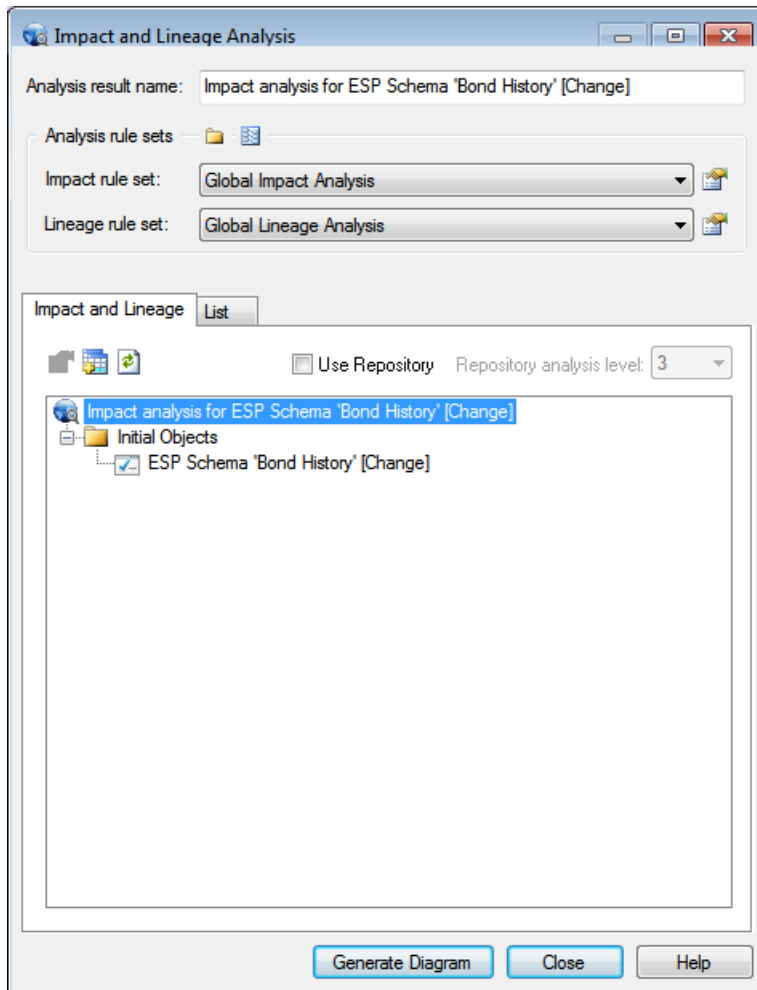 Impact and Lineage Analysis
Analysis result name: Impact analysis for ESP Schema 'Bond History' [Change]
Analysis rule sets
Impact rule set: Global Impact Analysis
Lineage rule set: Global Lineage Analysis
Impact and Lineage List
Use Repository Repository analysis level: 3
Impact analysis for ESP Schema 'Bond History' [Change]
Initial Objects
ESP Schema 'Bond History' [Change]
Generate Diagram Close Help